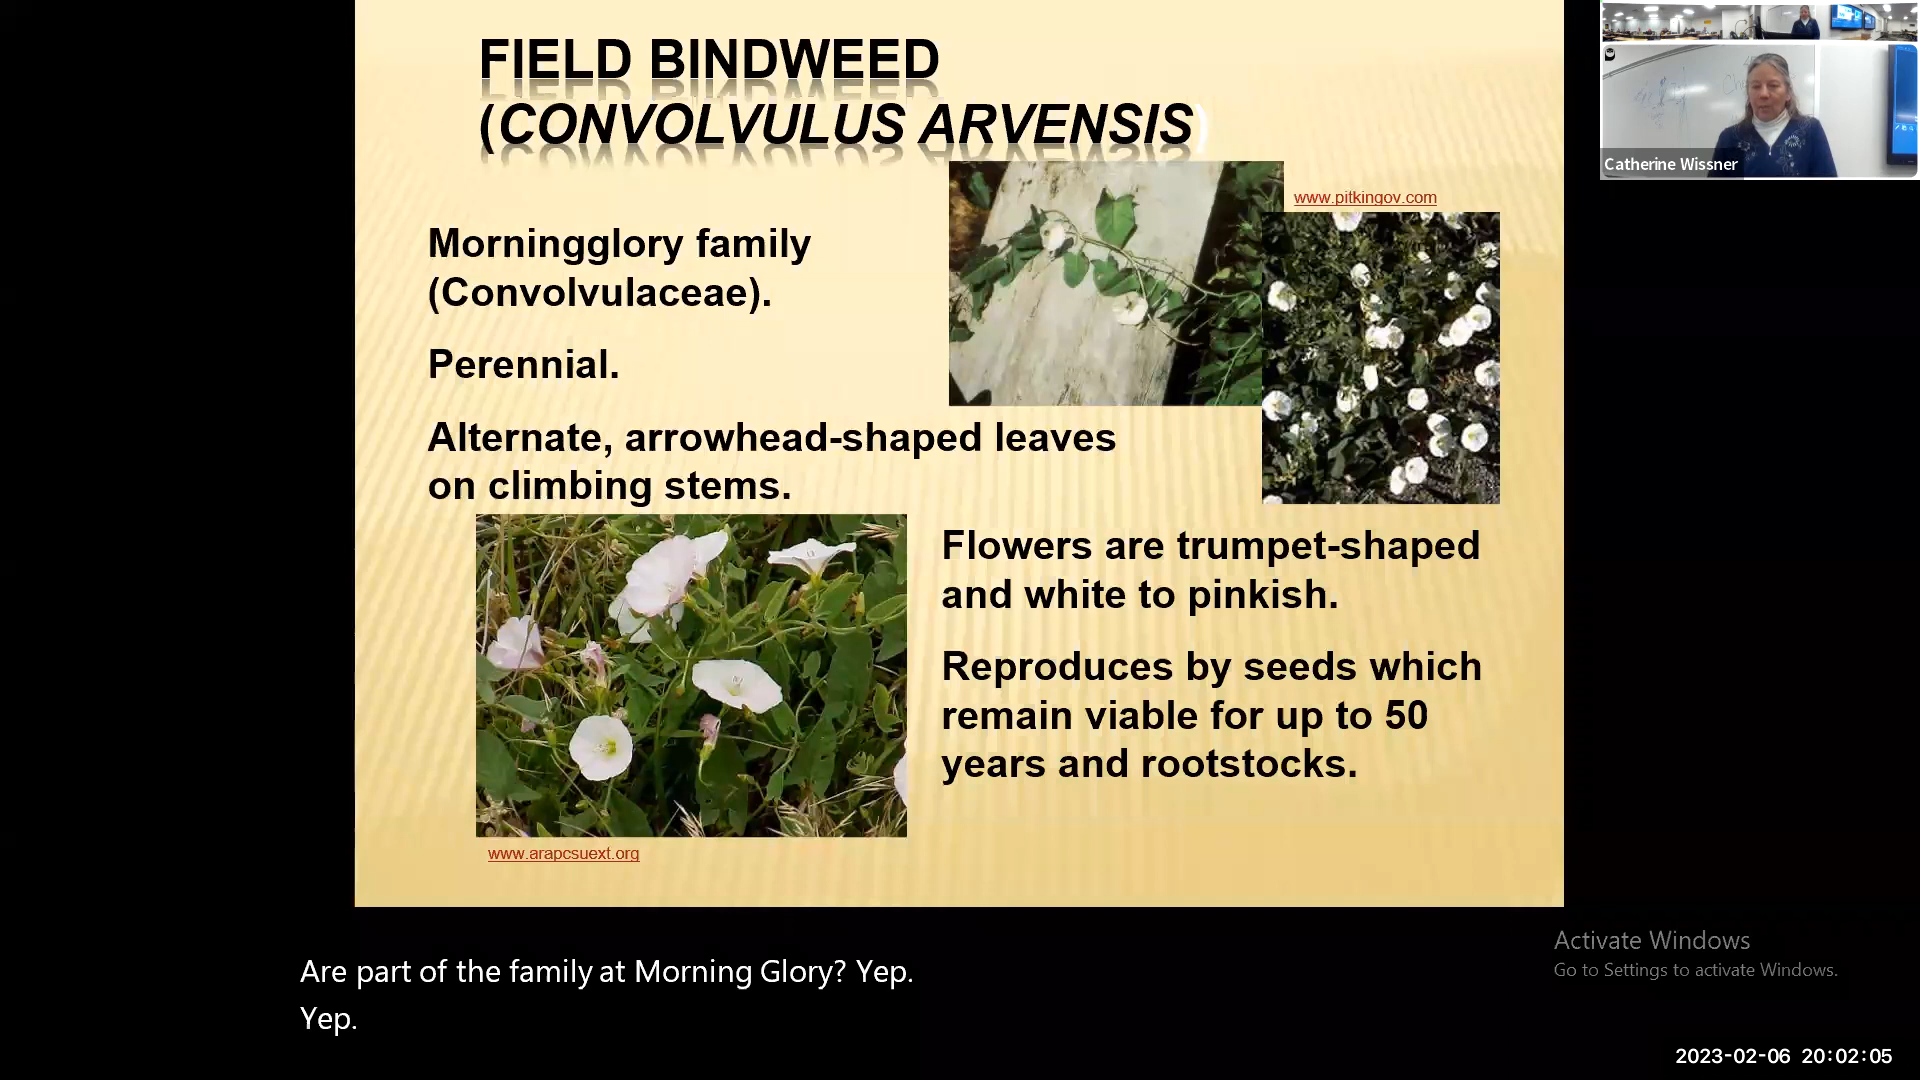 FIELD BINDWEED
(CONVOLVULUS ARVENSIS)
www.pitkingov.com
Catherine Wissner
Morningglory family
(Convolvulaceae).
Perennial.
Alternate, arrowhead-shaped leaves
on climbing stems.
Flowers are trumpet-shaped
and white to pinkish.
Reproduces by seeds which
remain viable for up to 50
years and rootstocks.
www.arapcsuext.org
Are part of the family at Morning Glory? Yep.
Yep.
Activate Windows
Go to Settings to activate Windows.
2023-02-06 20:02:05